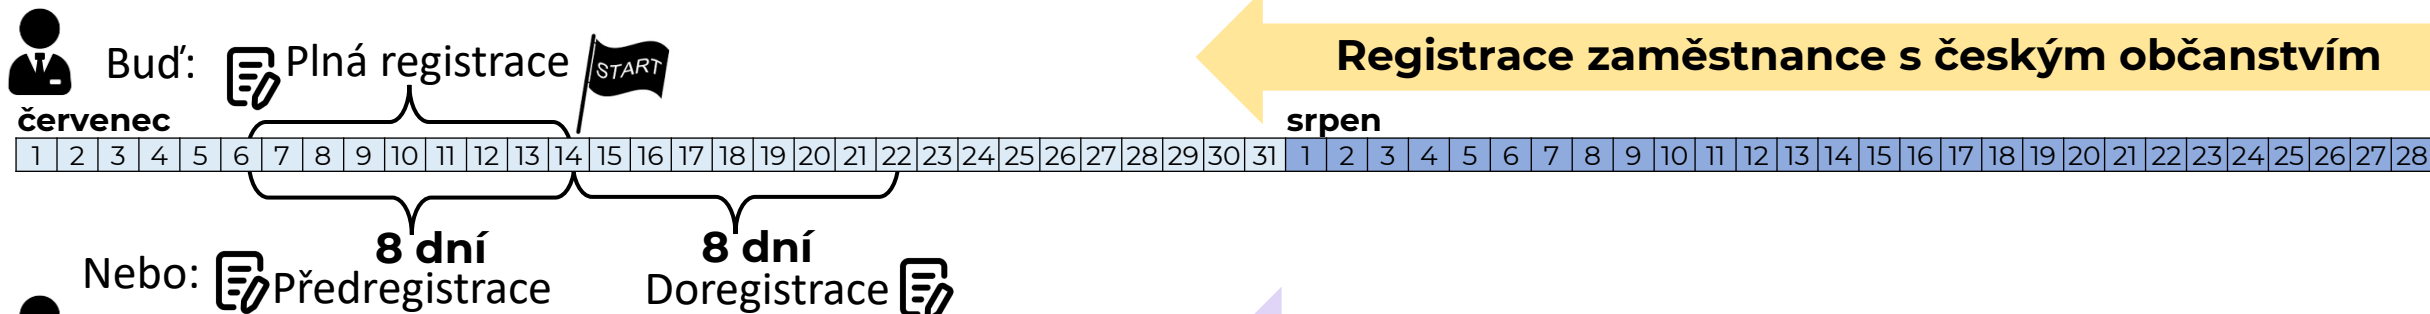 Registrace zaměstnance s českým občanstvím
Buď: Plná registrace START
červenec srpen
1 2 3 4 5 6 7 8 9 10 11 12 13 14 15 16 17 18 19 20 21 22 23 24 25 26 27 28 29 30 31 1 2 3 4 5 6 7 8 9 10 11 12 13 14 15 16 17 18 19 20 21 22 23 24 25 26 27 28
8 dní 8 dní
Nebo: Předregistrace Doregistrace